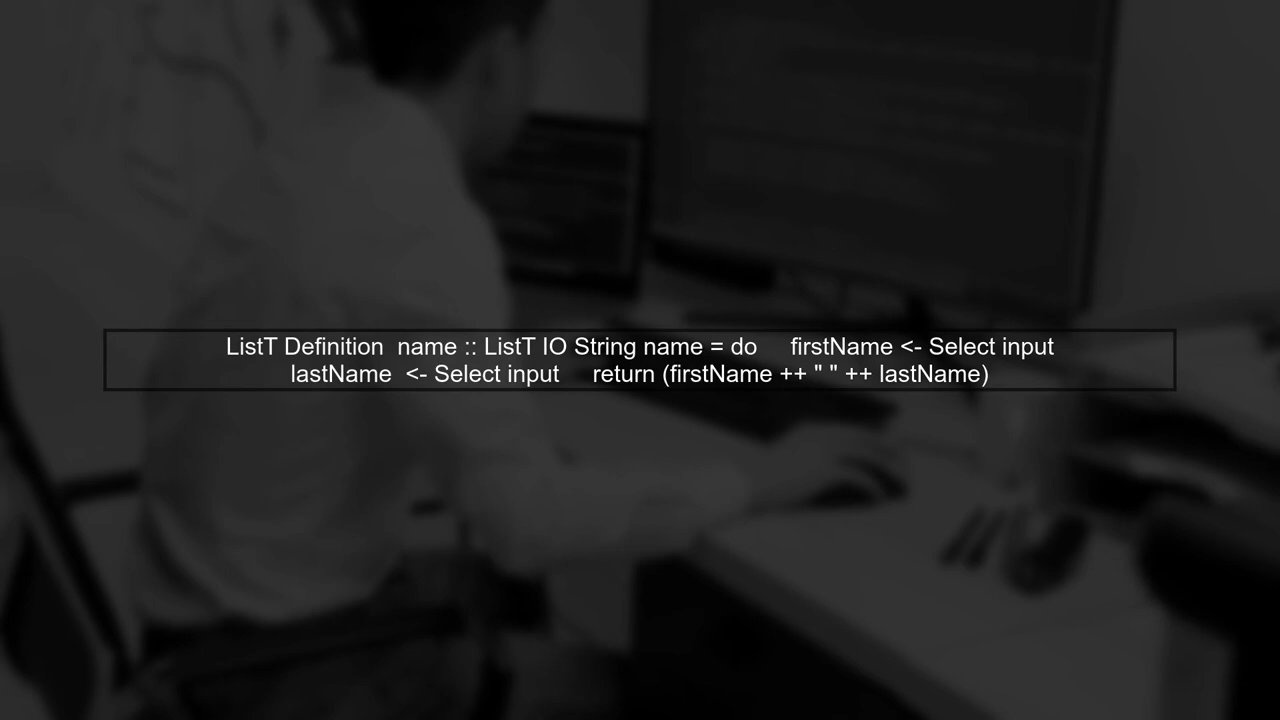 ListT Definition  name :: ListT IO String name = do     firstName <- Select input
lastName  <- Select input     return (firstName ++ " " ++ lastName)